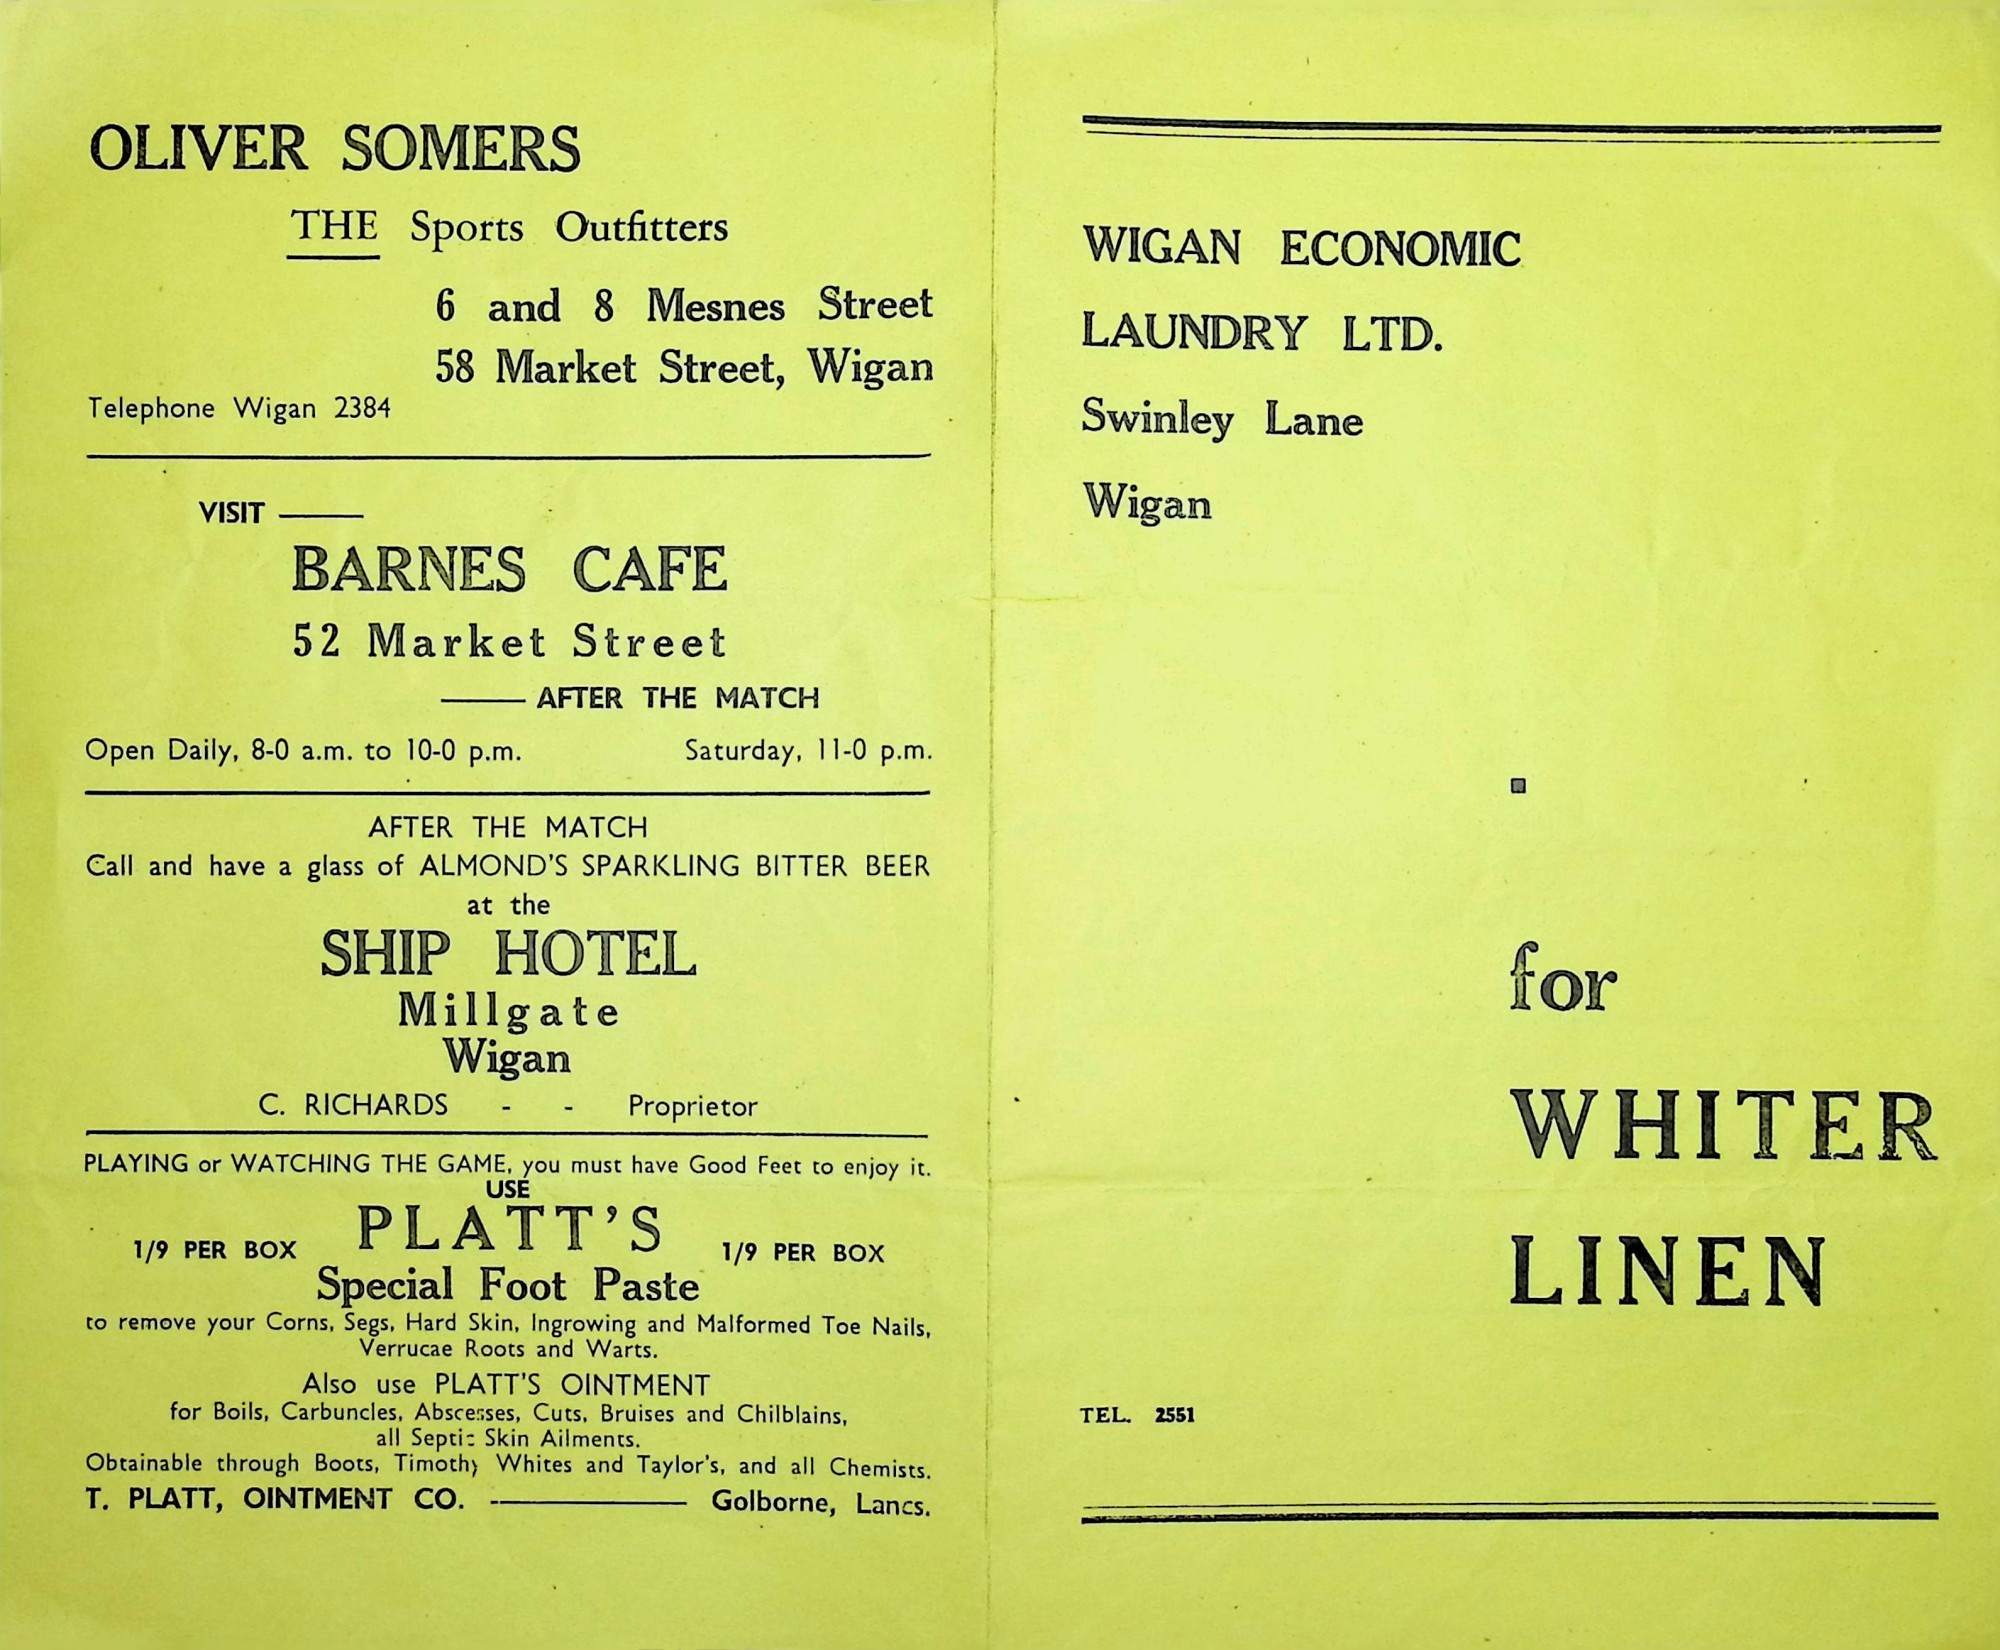 OLIVER SOMERS
THE Sports Outfitters
6 and 8 Mesnes Street
58 Market Street, Wigan
Telephone Wigan 2384
VISIT ——
BARNES CAFE
52 Market Street
—— AFTER THE MATCH
Open Daily, 8-0 a.m. to 10-0 p.m. Saturday, 11-0 p.m.
AFTER THE MATCH
Call and have a glass of ALMOND'S SPARKLING BITTER BEER
at the
SHIP HOTEL
Millgate
Wigan
C. RICHARDS - - Proprietor
PLAYING or WATCHING THE GAME, you must have Good Feet to enjoy it.
USE
PLATT'S
1/9 PER BOX 1/9 PER BOX
Special Foot Paste
to remove your Corns, Segs, Hard Skin, Ingrowing and Malformed Toe Nails,
Verrucae Roots and Warts.
Also use PLATT'S OINTMENT
for Boils, Carbuncles, Abscesses, Cuts, Bruises and Chilblains,
all Septic Skin Ailments.
Obtainable through Boots, Timothy Whites and Taylor's, and all Chemists.
T. PLATT, OINTMENT CO. —— Golborne, Lancs.
WIGAN ECONOMIC
LAUNDRY LTD.
Swinley Lane
Wigan
for
WHITER
LINEN
TEL. 2551